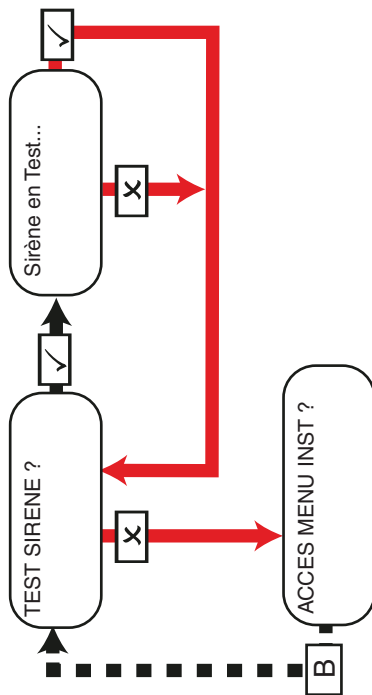 TEST SIRENE ?
✓
Sirène en Test...
✓
X
X
B
ACCES MENU INST ?